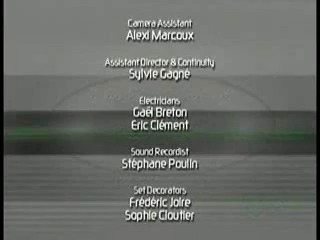 Camera Assistant
Alexi Marcoux
Assistant Director & Continuity
Sylvie Gagné
Electricians
Gaël Breton
Eric Clément
Sound Recordist
Stéphane Poulin
Set Decorators
Frédéric Joire
Sophie Cloutier